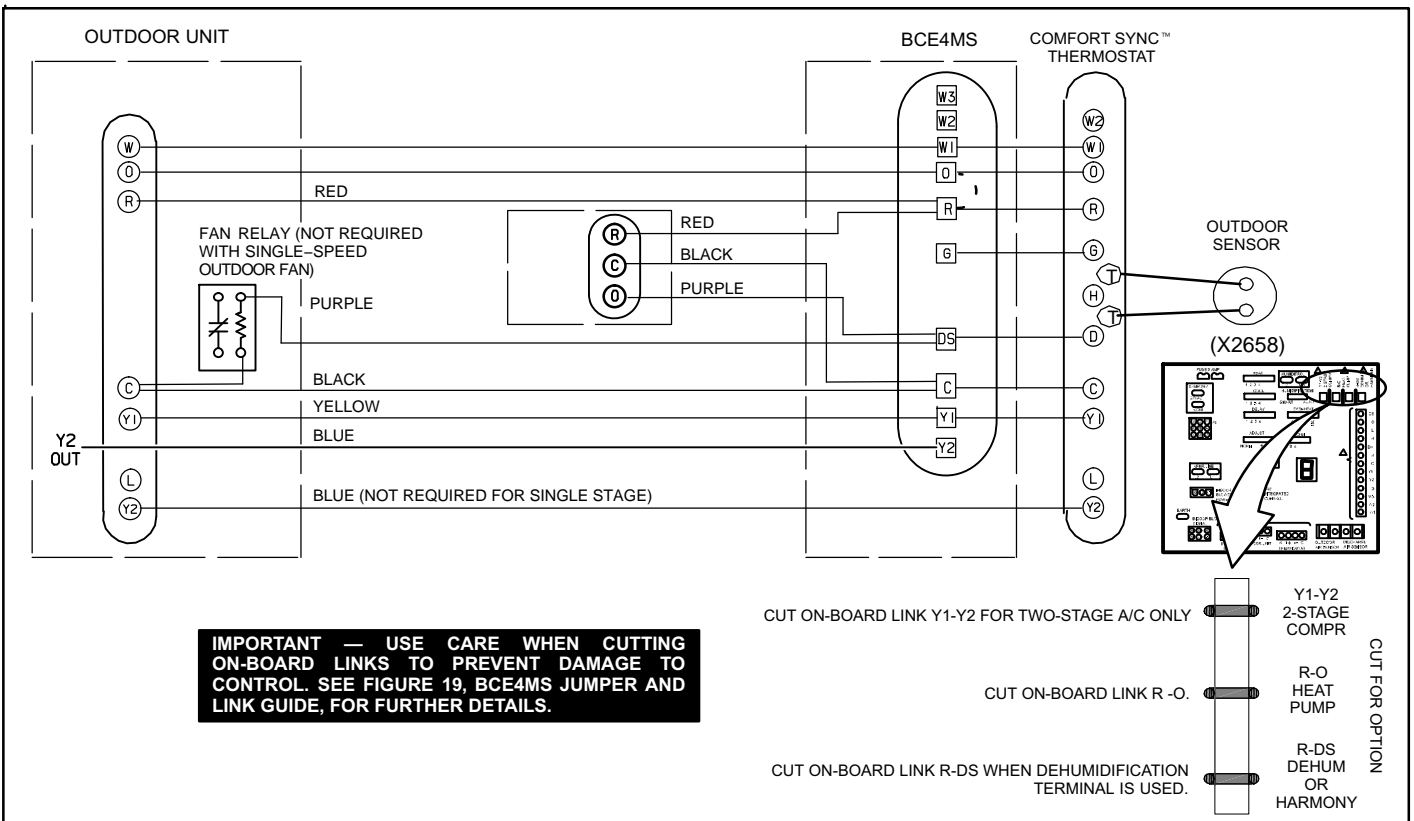 OUTDOOR UNIT
BCE4MS
COMFORT SYNC™
THERMOSTAT
W
O
R
C
Y1
L
Y2
Y2
OUT
RED
FAN RELAY (NOT REQUIRED
WITH SINGLE-SPEED
OUTDOOR FAN)
PURPLE
BLACK
YELLOW
BLUE
BLUE (NOT REQUIRED FOR SINGLE STAGE)
R
C
O
RED
BLACK
PURPLE
W3
W2
W1
O
R
G
DS
C
Y1
Y2
W2
W1
O
R
G
T
H
T
D
C
Y1
L
Y2
OUTDOOR
SENSOR
(X2658)
IMPORTANT — USE CARE WHEN CUTTING
ON-BOARD LINKS TO PREVENT DAMAGE TO
CONTROL. SEE FIGURE 19, BCE4MS JUMPER AND
LINK GUIDE, FOR FURTHER DETAILS.
CUT ON-BOARD LINK Y1-Y2 FOR TWO-STAGE A/C ONLY
Y1-Y2
2-STAGE
COMPR
CUT ON-BOARD LINK R -O.
R-O
HEAT
PUMP
CUT ON-BOARD LINK R-DS WHEN DEHUMIDIFICATION
TERMINAL IS USED.
R-DS
DEHUM
OR
HARMONY
CUT FOR OPTION